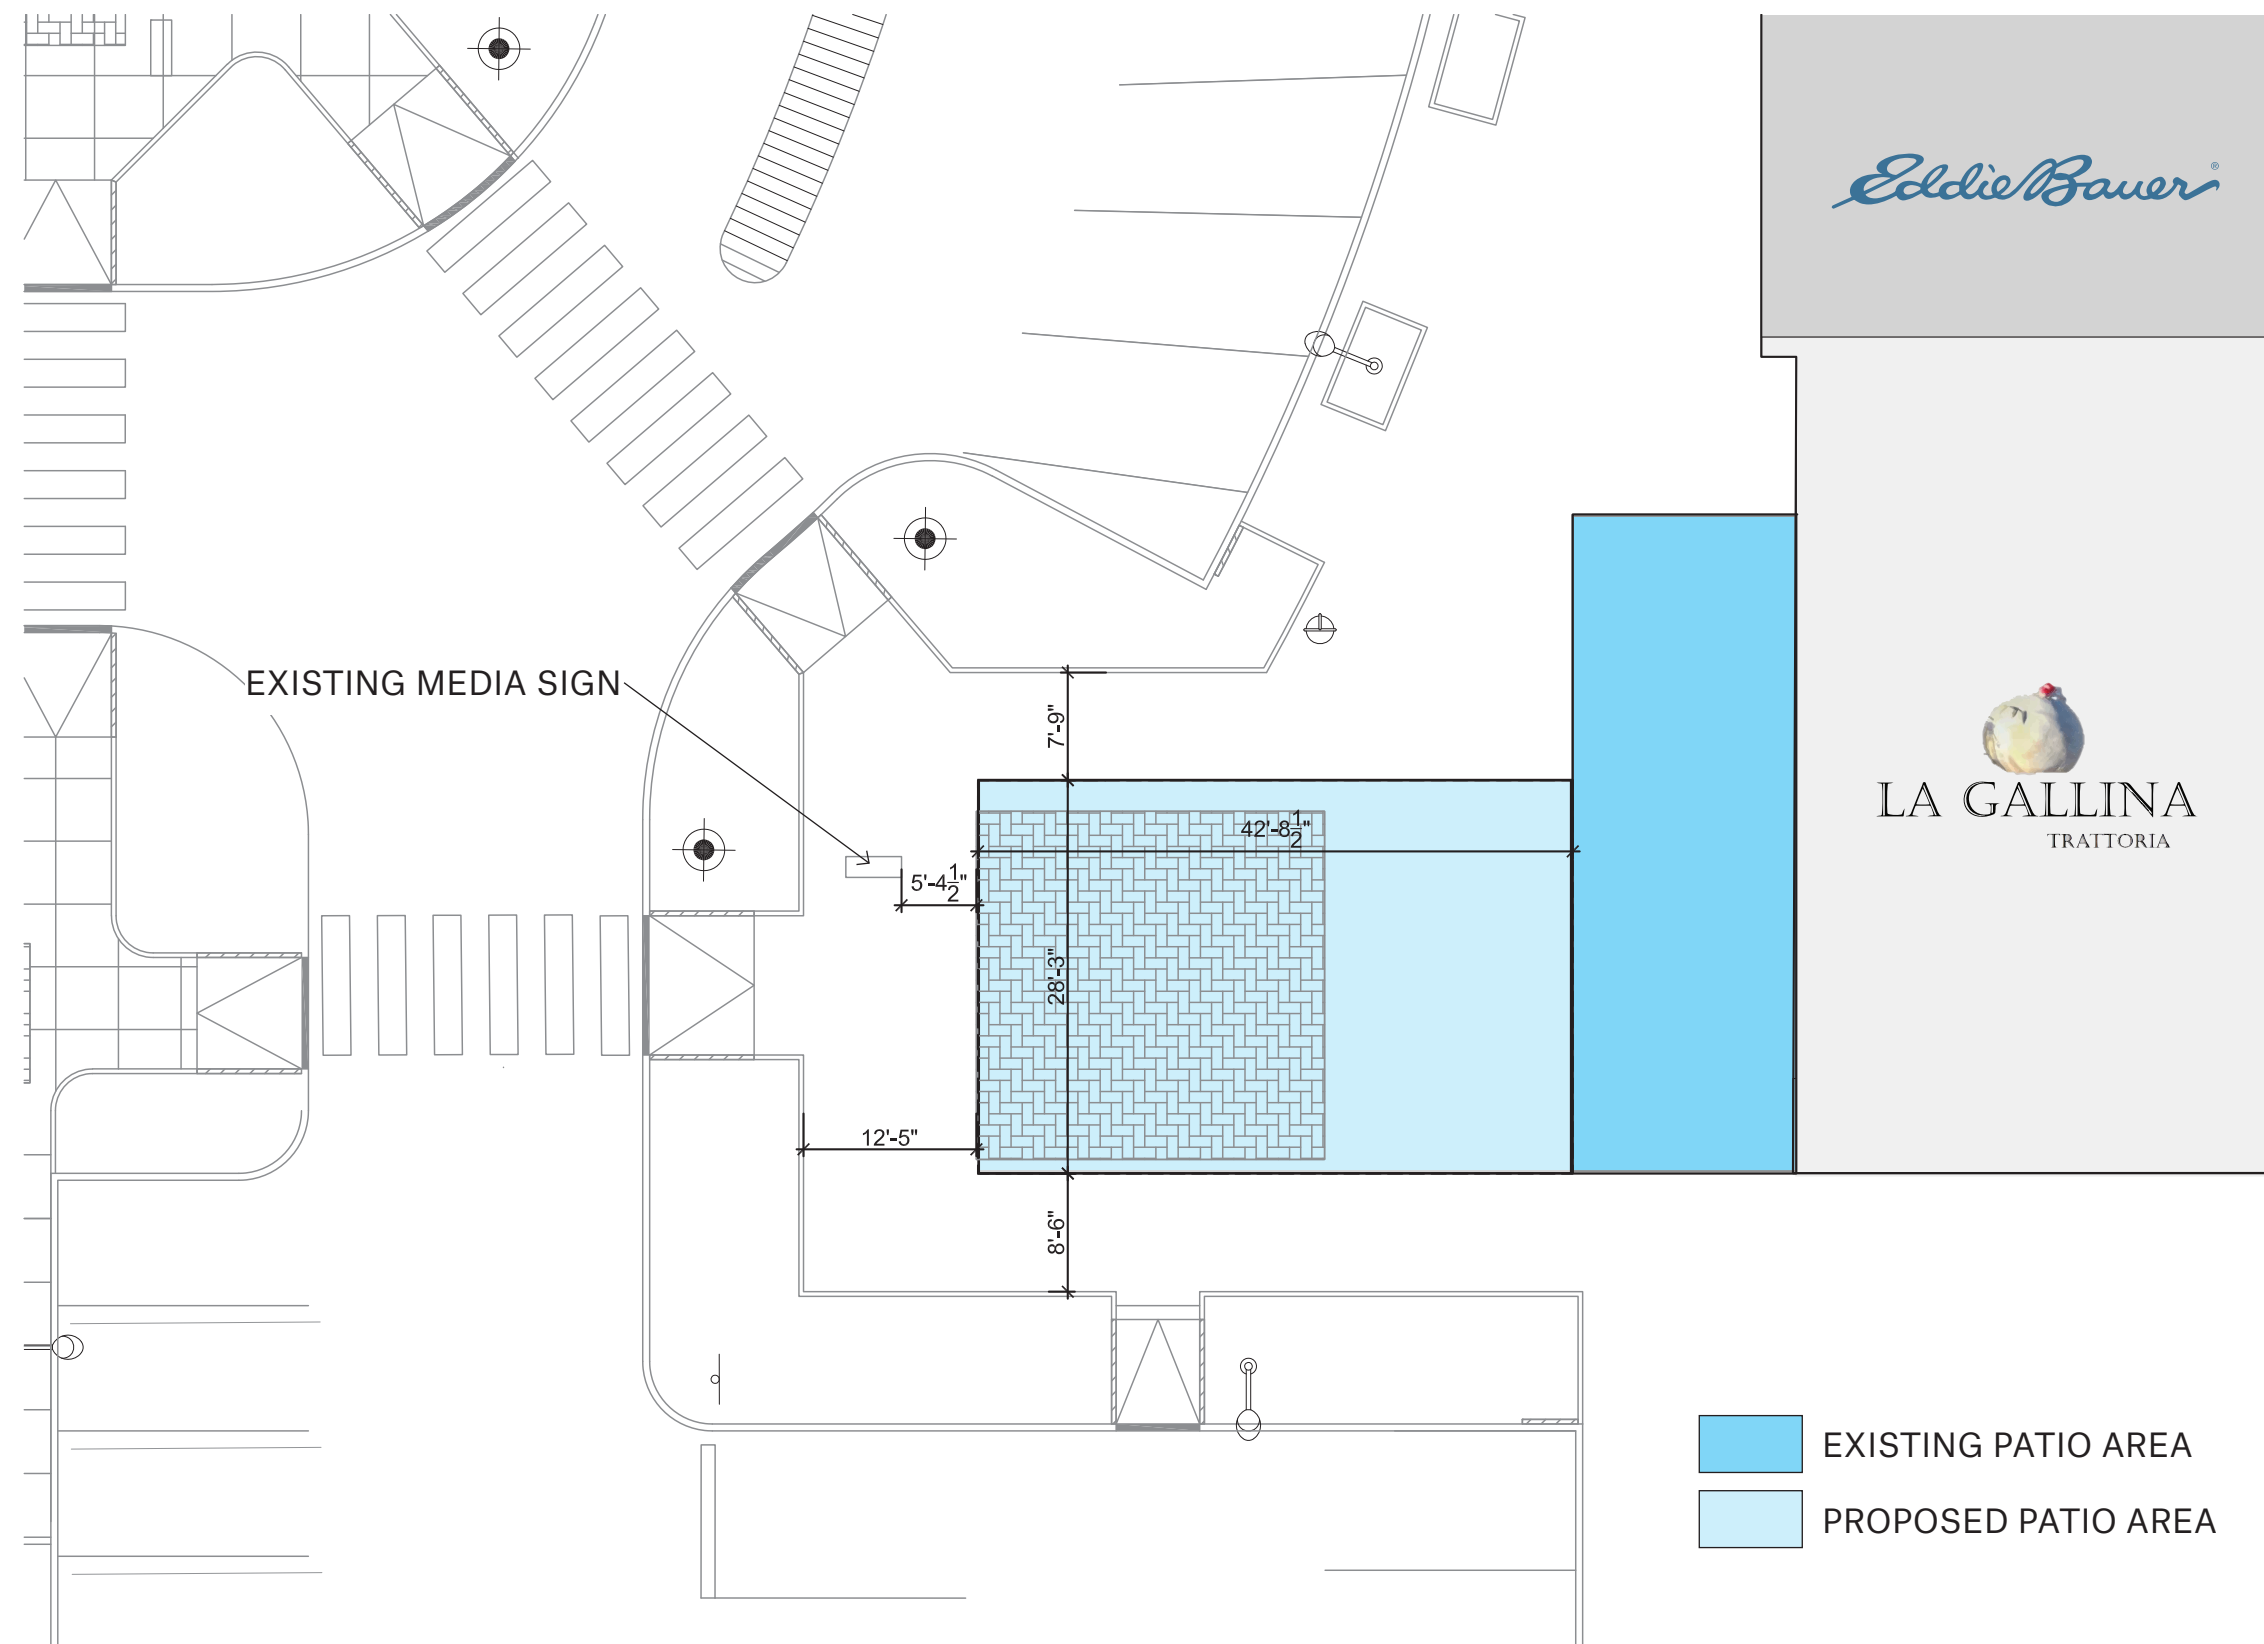 Eddie Bauer®
EXISTING MEDIA SIGN
7'-9"
LA GALLINA
TRATTORIA
42'-8½"
5'-4½"
28'-3"
12'-5"
8'-6"
EXISTING PATIO AREA
PROPOSED PATIO AREA